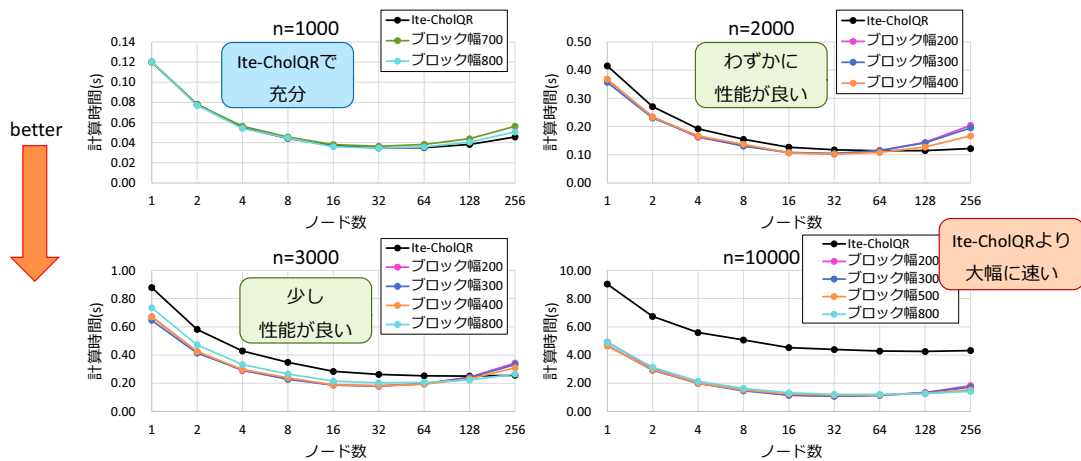 better
n=1000
Ite-CholQR
ブロック幅700
ブロック幅800
Ite-CholQRで
充分
計算時間(s)
0.14
0.12
0.10
0.08
0.06
0.04
0.02
0.00
1 2 4 8 16 32 64 128 256
ノード数
n=2000
Ite-CholQR
ブロック幅200
ブロック幅300
ブロック幅400
わずかに
性能が良い
計算時間(s)
0.50
0.40
0.30
0.20
0.10
0.00
1 2 4 8 16 32 64 128 256
ノード数
n=3000
Ite-CholQR
ブロック幅200
ブロック幅300
ブロック幅400
ブロック幅800
少し
性能が良い
計算時間(s)
1.00
0.80
0.60
0.40
0.20
0.00
1 2 4 8 16 32 64 128 256
ノード数
n=10000
Ite-CholQR
ブロック幅200
ブロック幅300
ブロック幅500
ブロック幅800
Ite-CholQRより
大幅に速い
計算時間(s)
10.00
8.00
6.00
4.00
2.00
0.00
1 2 4 8 16 32 64 128 256
ノード数